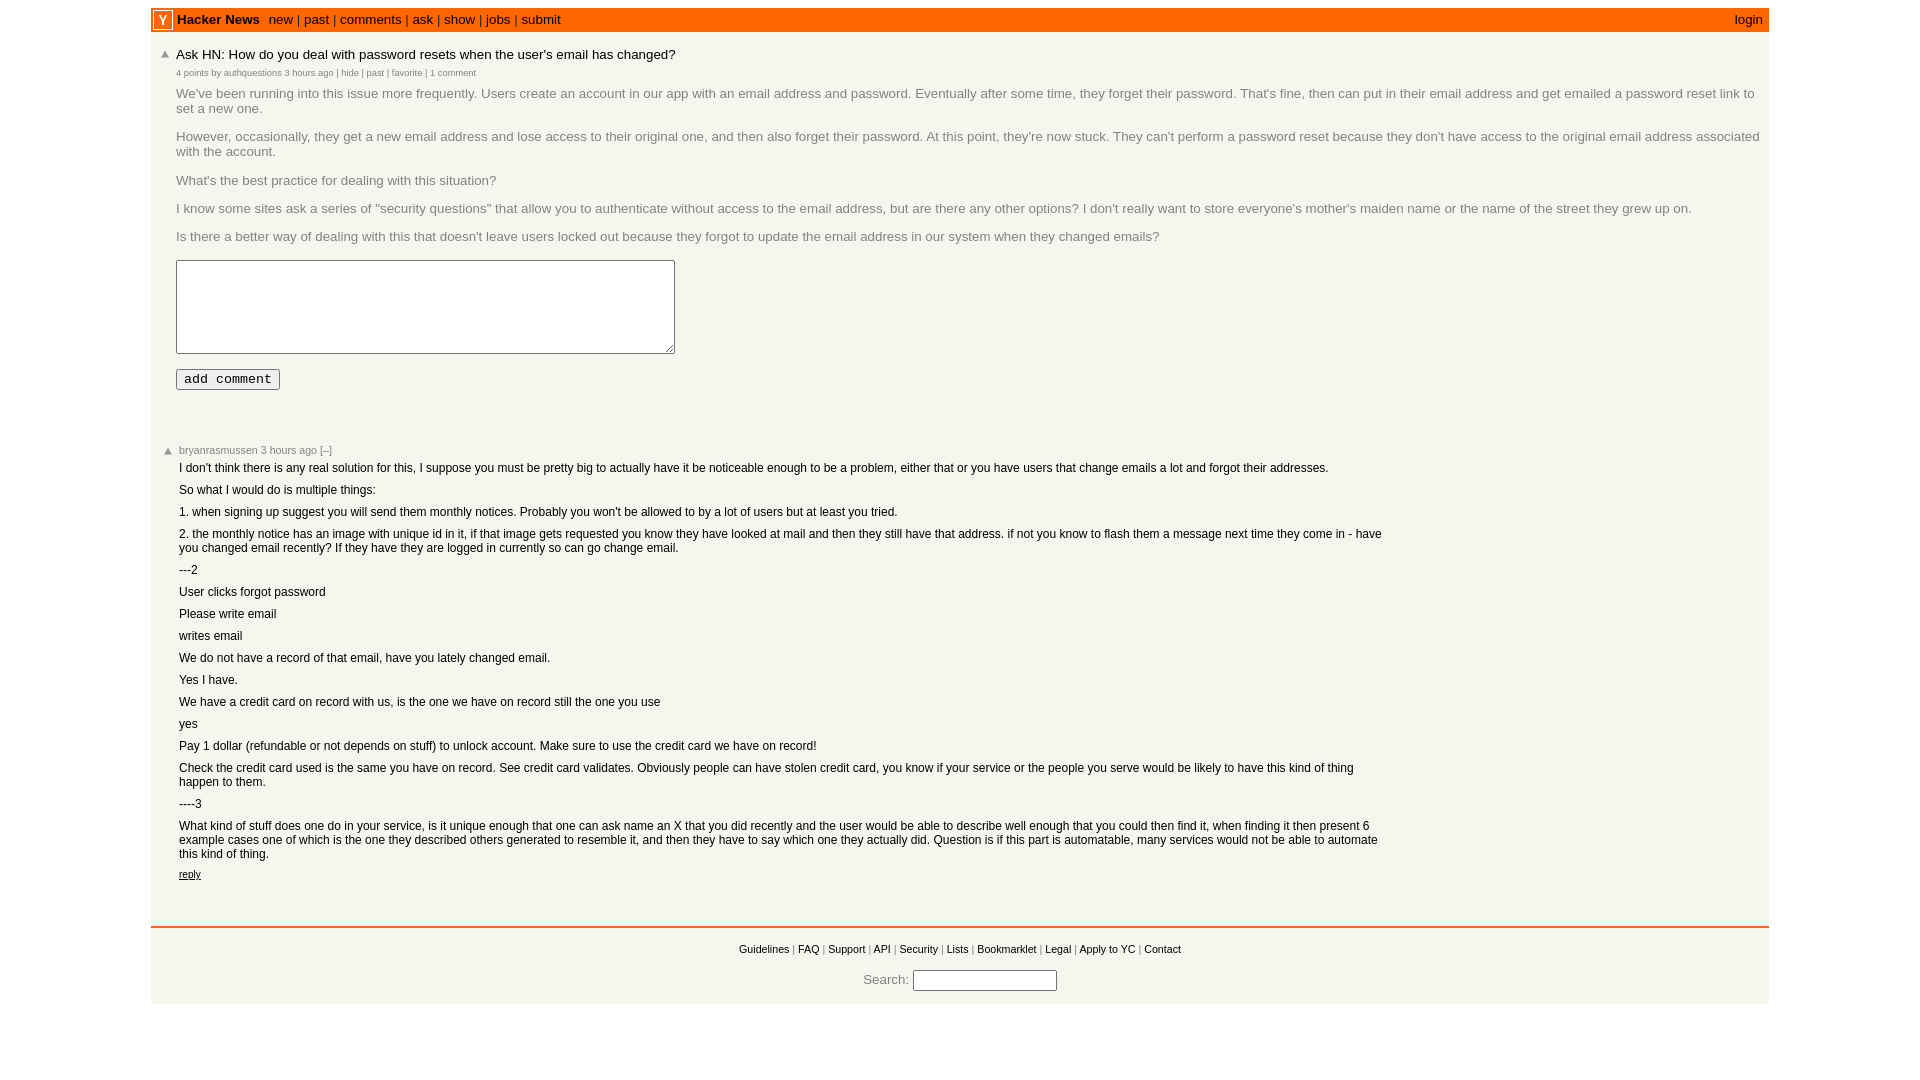 Y Hacker News new | past | comments | ask | show | jobs | submit login
Ask HN: How do you deal with password resets when the user's email has changed?
4 points by authquestions 3 hours ago | hide | past | favorite | 1 comment
We've been running into this issue more frequently. Users create an account in our app with an email address and password. Eventually after some time, they forget their password. That's fine, then can put in their email address and get emailed a password reset link to
set a new one.
However, occasionally, they get a new email address and lose access to their original one, and then also forget their password. At this point, they're now stuck. They can't perform a password reset because they don't have access to the original email address associated
with the account.
What's the best practice for dealing with this situation?
I know some sites ask a series of "security questions" that allow you to authenticate without access to the email address, but are there any other options? I don't really want to store everyone's mother's maiden name or the name of the street they grew up on.
Is there a better way of dealing with this that doesn't leave users locked out because they forgot to update the email address in our system when they changed emails?
add comment
bryanrasmussen 3 hours ago [–]
I don't think there is any real solution for this, I suppose you must be pretty big to actually have it be noticeable enough to be a problem, either that or you have users that change emails a lot and forgot their addresses.
So what I would do is multiple things:
1. when signing up suggest you will send them monthly notices. Probably you won't be allowed to by a lot of users but at least you tried.
2. the monthly notice has an image with unique id in it, if that image gets requested you know they have looked at mail and then they still have that address. if not you know to flash them a message next time they come in - have
you changed email recently? If they have they are logged in currently so can go change email.
---2
User clicks forgot password
Please write email
writes email
We do not have a record of that email, have you lately changed email.
Yes I have.
We have a credit card on record with us, is the one we have on record still the one you use
yes
Pay 1 dollar (refundable or not depends on stuff) to unlock account. Make sure to use the credit card we have on record!
Check the credit card used is the same you have on record. See credit card validates. Obviously people can have stolen credit card, you know if your service or the people you serve would be likely to have this kind of thing
happen to them.
----3
What kind of stuff does one do in your service, is it unique enough that one can ask name an X that you did recently and the user would be able to describe well enough that you could then find it, when finding it then present 6
example cases one of which is the one they described others generated to resemble it, and then they have to say which one they actually did. Question is if this part is automatable, many services would not be able to automate
this kind of thing.
reply
Guidelines | FAQ | Support | API | Security | Lists | Bookmarklet | Legal | Apply to YC | Contact
Search: